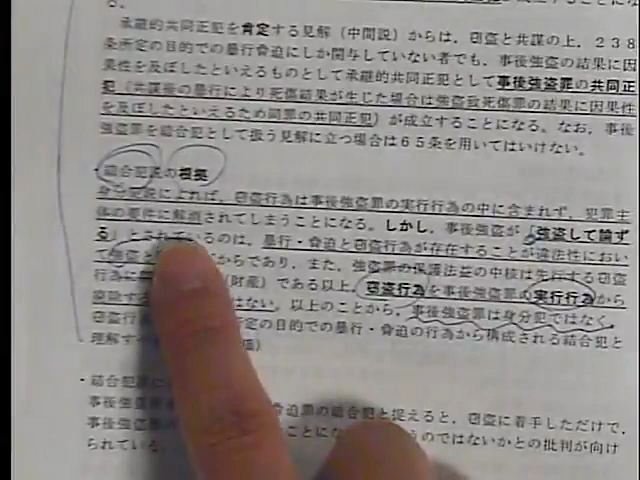 る。
承継的共同正犯を肯定する見解（中間説）からは、窃盗と共謀の上、２３８
条所定の目的での暴行脅迫にしか関与していない者でも、事後強盗の結果に因
果性を及ぼしたといえるものとして承継的共同正犯として事後強盗罪の共同正
犯（共謀後の暴行により死傷結果が生じた場合は強盗致死傷罪の結果に因果性
を及ぼしたといえるため同罪の共同正犯）が成立することになる。なお、事後
強盗罪を結合犯として扱う見解に立つ場合は６５条を用いてはいけない。
・結合犯説の根拠
身分犯説によれば、窃盗行為は事後強盗罪の実行行為の中に含まれず、犯罪主
体の要件に解消されてしまうことになる。しかし、事後強盗が「強盗して論ず
る」とされているのは、暴行・脅迫と窃盗行為が存在することが違法性におい
て強盗と からであり、また、強盗罪の保護法益の中核は先行する窃盗
行為に （財産）である以上、窃盗行為を事後強盗罪の実行行為から
はない。以上のことから、事後強盗罪は身分犯ではなく、
窃盗行 定の目的での暴行・脅迫の行為から構成される結合犯と
理解す
・結合犯説に
事後強盗 脅迫罪の結合犯と捉えると、窃盗に着手しただけで、
事後強盗 ことにな うのではないかとの批判が向け
られている